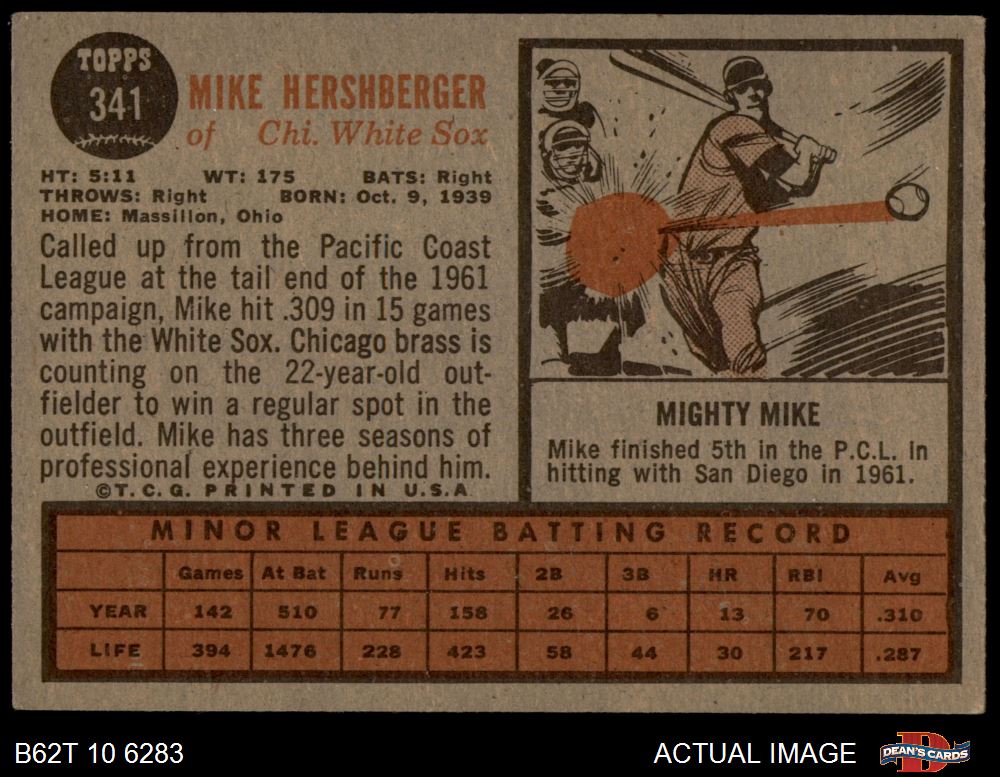 TOPPS
341
MIKE HERSHBERGER
of Chi. White Sox
HT: 5:11 WT: 175 BATS: Right
THROWS: Right BORN: Oct. 9, 1939
HOME: Massillon, Ohio
Called up from the Pacific Coast
League at the tail end of the 1961
campaign, Mike hit .309 in 15 games
with the White Sox. Chicago brass is
counting on the 22-year-old out-
fielder to win a regular spot in the
outfield. Mike has three seasons of
professional experience behind him.
©T.C.G. PRINTED IN U.S.A
MIGHTY MIKE
Mike finished 5th in the P.C.L. in
hitting with San Diego in 1961.
MINOR LEAGUE BATTING RECORD
Games At Bat Runs Hits 2B 3B HR RBI Avg
YEAR 142 510 77 158 26 6 13 70 .310
LIFE 394 1476 228 423 58 44 30 217 .287
B62T 10 6283 ACTUAL IMAGE DEAN'S CARDS